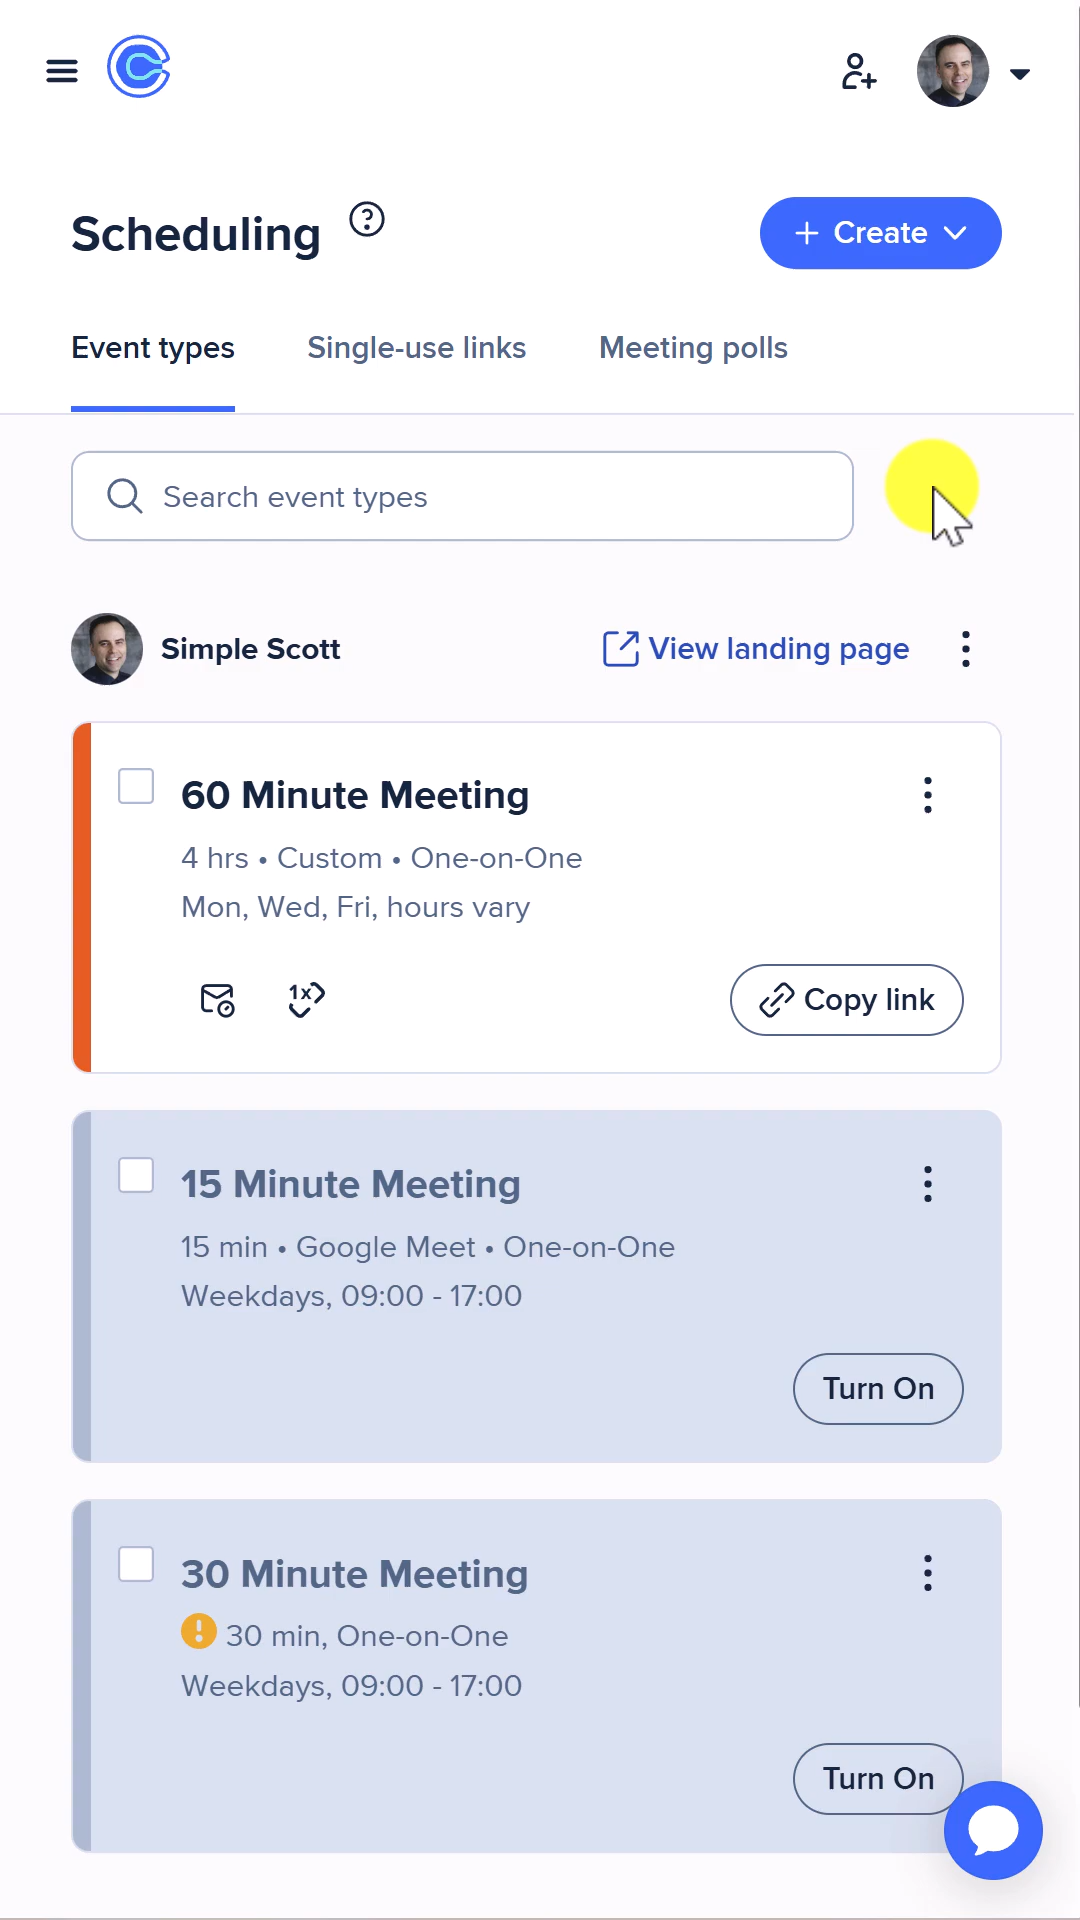 Scheduling
+ Create
Event types
Single-use links
Meeting polls
Search event types
Simple Scott
View landing page
60 Minute Meeting
4 hrs • Custom • One-on-One
Mon, Wed, Fri, hours vary
1x
Copy link
15 Minute Meeting
15 min • Google Meet • One-on-One
Weekdays, 09:00 - 17:00
Turn On
30 Minute Meeting
30 min, One-on-One
Weekdays, 09:00 - 17:00
Turn On